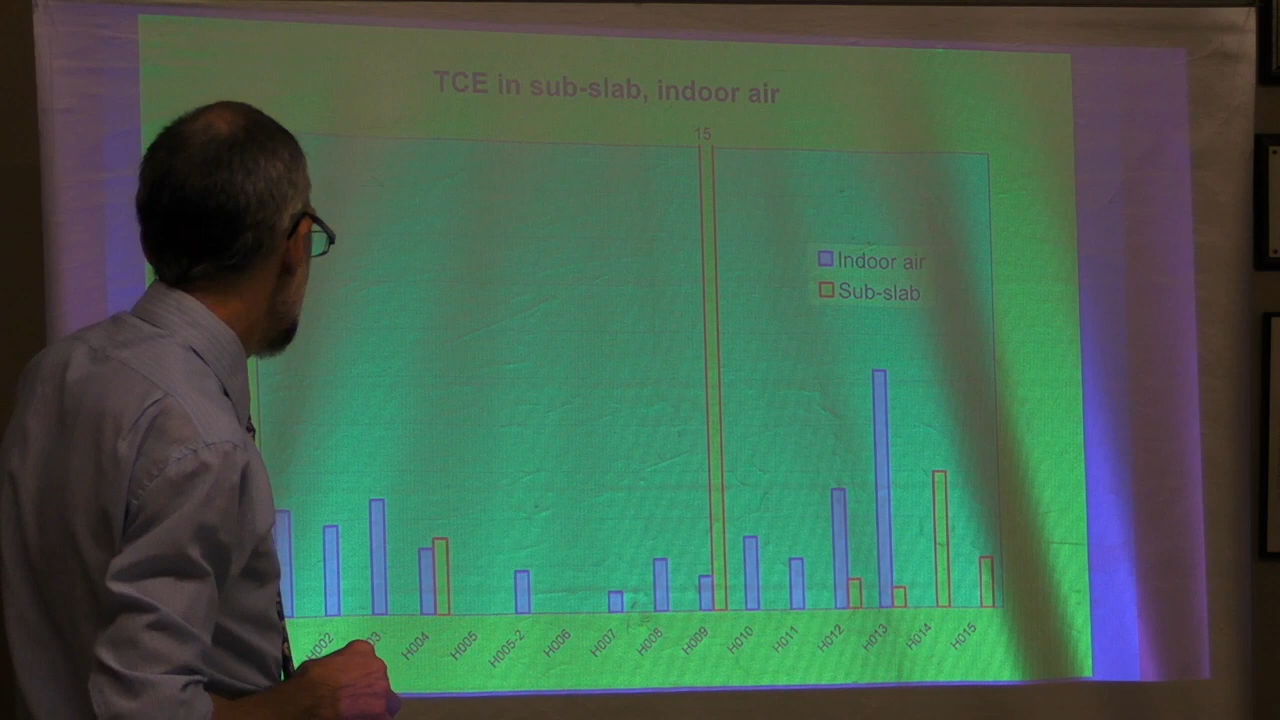 TCE in sub-slab, indoor air
15
Indoor air
Sub-slab
H002
H004
H005
H005-2
H006
H007
H008
H009
H010
H011
H012
H013
H014
H015